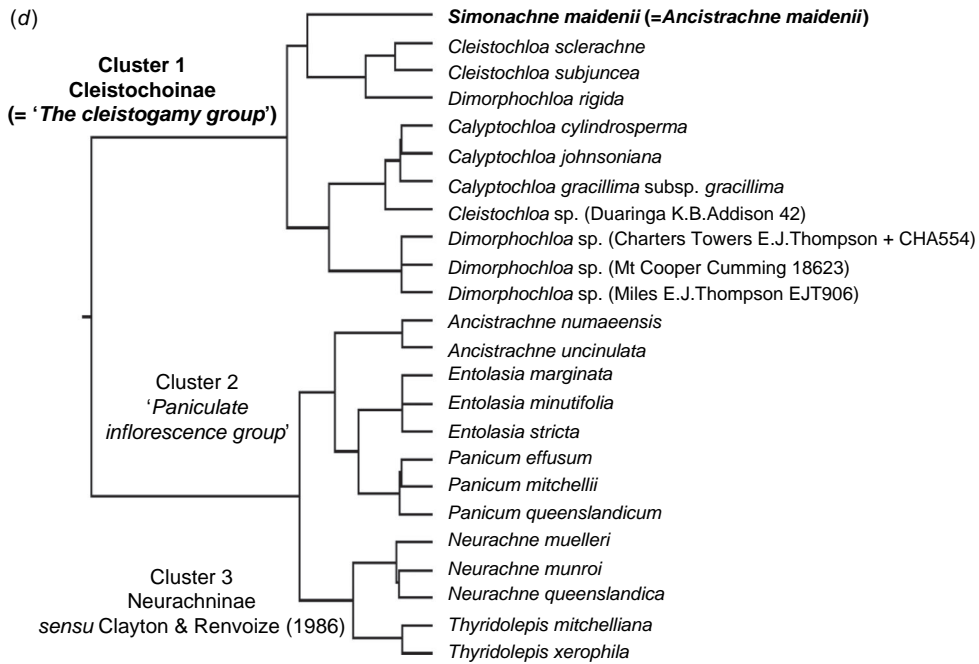 (d)
Simonachne maidenii (=Ancistrachne maidenii)
Cleistochloa sclerachne
Cleistochloa subjuncea
Dimorphochloa rigida
Cluster 1
Cleistochoinae
(= ‘The cleistogamy group’)
Calyptochloa cylindrosperma
Calyptochloa johnsoniana
Calyptochloa gracillima subsp. gracillima
Cleistochloa sp. (Duaringa K.B.Addison 42)
Dimorphochloa sp. (Charters Towers E.J.Thompson + CHA554)
Dimorphochloa sp. (Mt Cooper Cumming 18623)
Dimorphochloa sp. (Miles E.J.Thompson EJT906)
Ancistrachne numaeensis
Ancistrachne uncinulata
Cluster 2
‘Paniculate
inflorescence group’
Entolasia marginata
Entolasia minutifolia
Entolasia stricta
Panicum effusum
Panicum mitchellii
Panicum queenslandicum
Neurachne muelleri
Neurachne munroi
Neurachne queenslandica
Cluster 3
Neurachninae
sensu Clayton & Renvoize (1986)
Thyridolepis mitchelliana
Thyridolepis xerophila